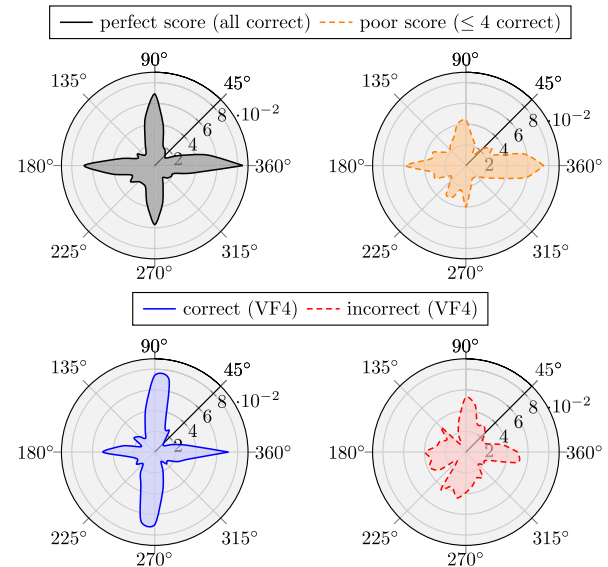 perfect score (all correct) poor score (≤ 4 correct)
90° 90°
135° 45° 135° 45°
·10⁻² ·10⁻²
8 8
6 6
4 4
2 2
180° 360° 180° 360°
225° 315° 225° 315°
270° 270°
correct (VF4) incorrect (VF4)
90° 90°
135° 45° 135° 45°
·10⁻² ·10⁻²
8 8
6 6
4 4
2 2
180° 360° 180° 360°
225° 315° 225° 315°
270° 270°